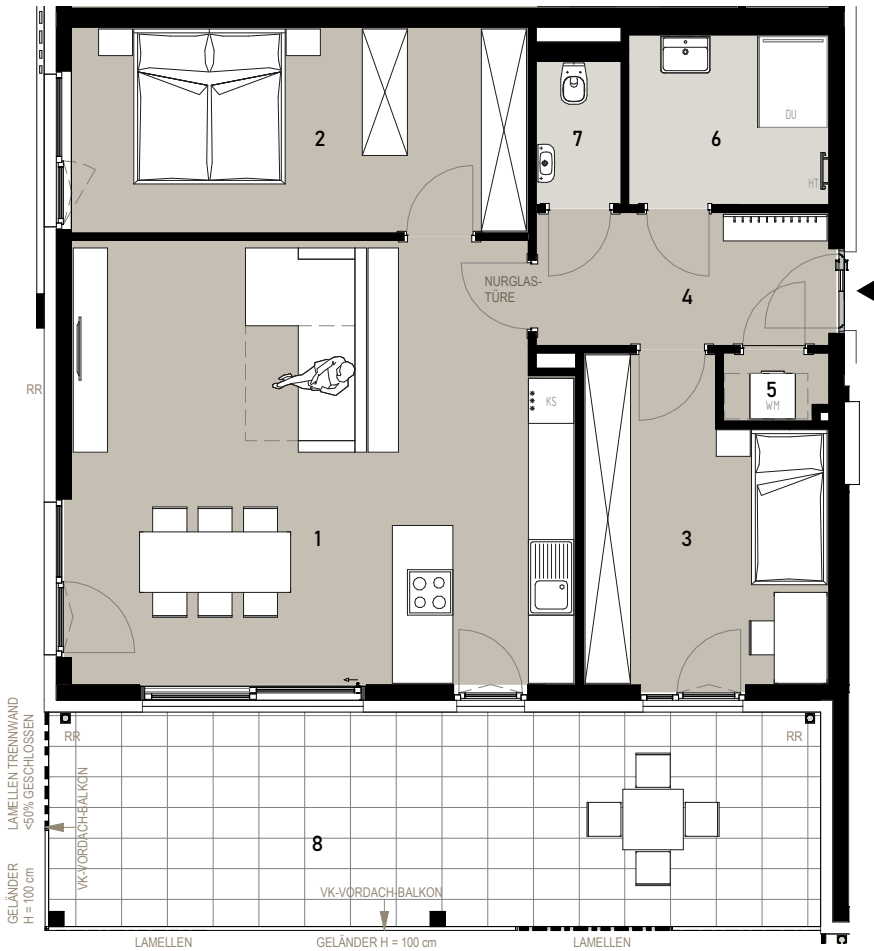 2
7
6
DU
HT
NURGLAS-
TÜRE
4
5
WM
RR
KS
1
3
RR
RR
LAMELLEN TRENNWAND
<50% GESCHLOSSEN
VK-VORDACH-BALKON
GELÄNDER
H = 100 cm
8
VK-VORDACH-BALKON
LAMELLEN
GELÄNDER H = 100 cm
LAMELLEN